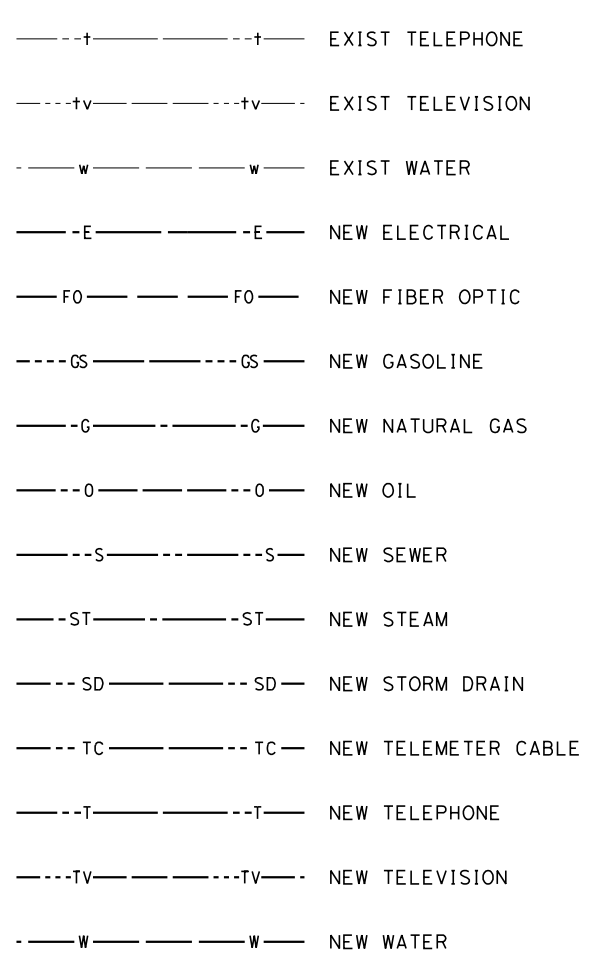 t t EXIST TELEPHONE
tv tv EXIST TELEVISION
w w EXIST WATER
E E NEW ELECTRICAL
FO FO NEW FIBER OPTIC
GS GS NEW GASOLINE
G G NEW NATURAL GAS
O O NEW OIL
S S NEW SEWER
ST ST NEW STEAM
SD SD NEW STORM DRAIN
TC TC NEW TELEMETER CABLE
T T NEW TELEPHONE
TV TV NEW TELEVISION
W W NEW WATER